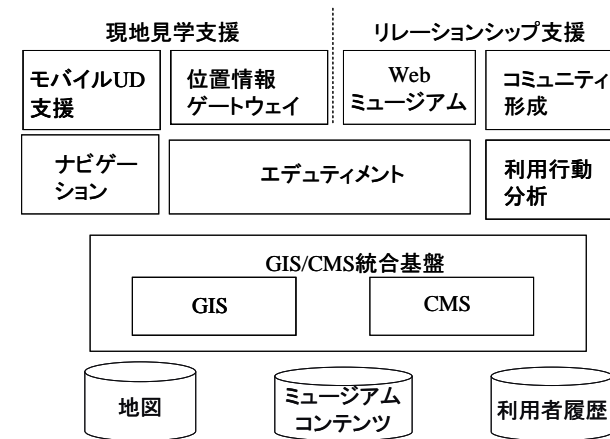 現地見学支援
リレーションシップ支援
モバイルUD
支援
位置情報
ゲートウェイ
Web
ミュージアム
コミュニティ
形成
ナビゲー
ション
エデュティメント
利用行動
分析
GIS/CMS統合基盤
GIS
CMS
地図
ミュージアム
コンテンツ
利用者履歴